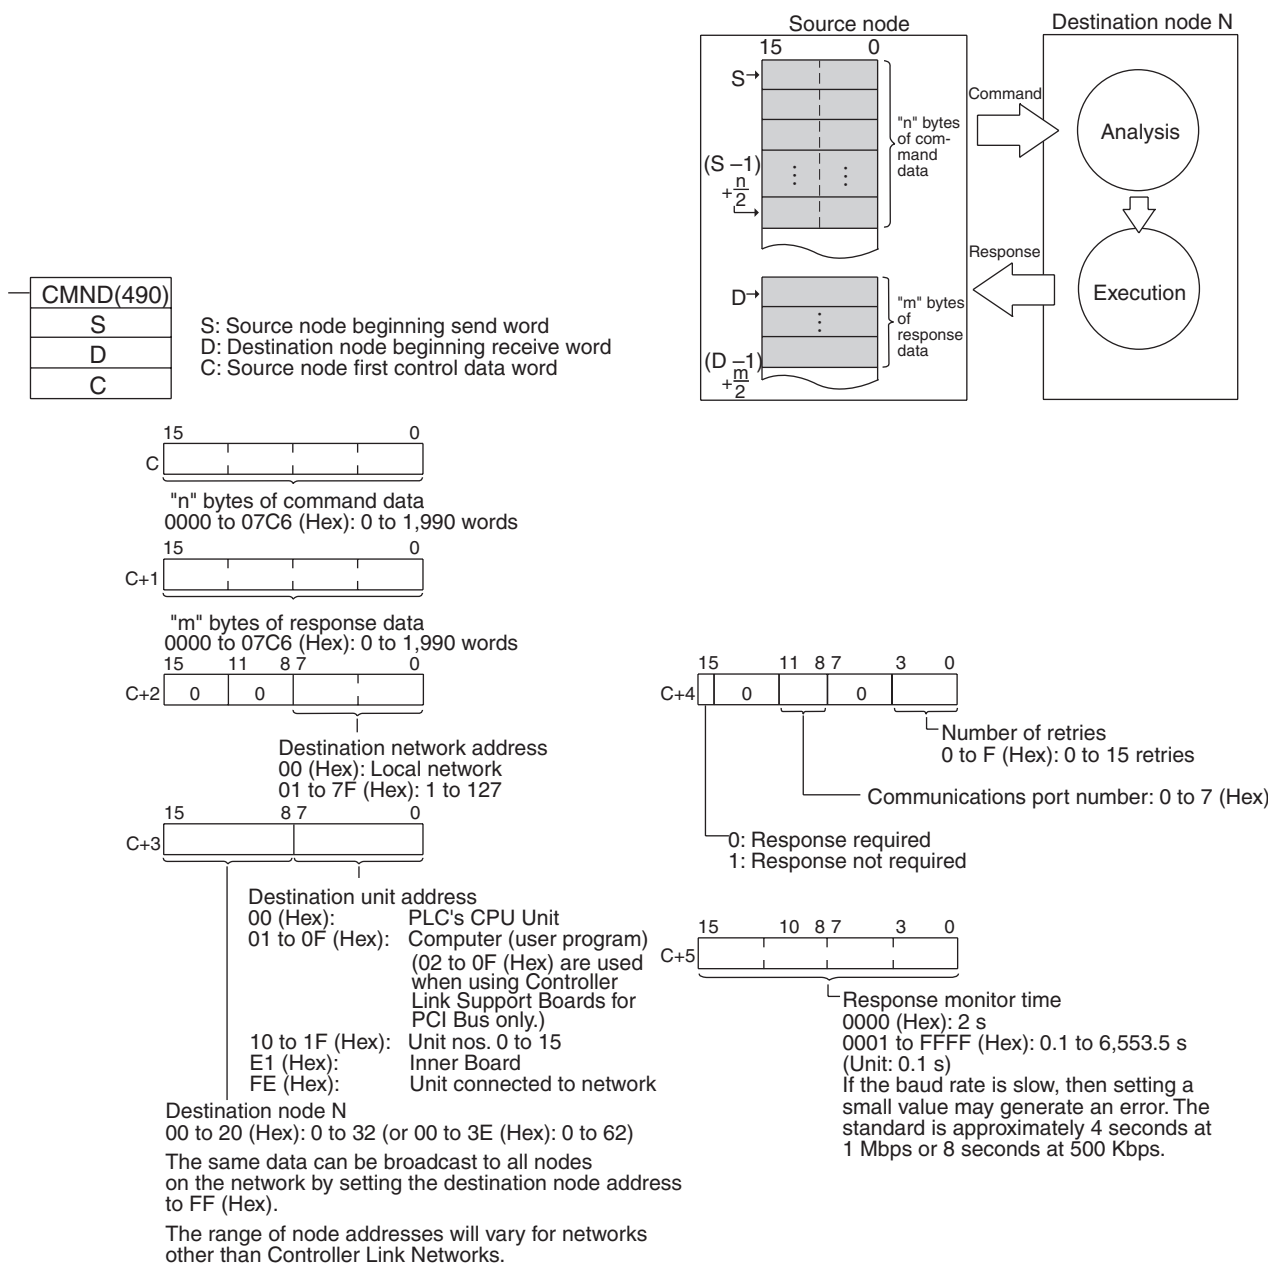 Source node
Destination node N
15 0
S
"n" bytes
of com-
mand
data
(S –1)
+n/2
Command
Analysis
Response
Execution
D
"m" bytes
of
response
data
(D –1)
+m/2
CMND(490)
S
D
C
S: Source node beginning send word
D: Destination node beginning receive word
C: Source node first control data word
15 0
C
"n" bytes of command data
0000 to 07C6 (Hex): 0 to 1,990 words
15 0
C+1
"m" bytes of response data
0000 to 07C6 (Hex): 0 to 1,990 words
15 11 8 7 0
C+2 0 0
Destination network address
00 (Hex): Local network
01 to 7F (Hex): 1 to 127
15 8 7 0
C+3
Destination unit address
00 (Hex): PLC's CPU Unit
01 to 0F (Hex): Computer (user program)
(02 to 0F (Hex) are used
when using Controller
Link Support Boards for
PCI Bus only.)
10 to 1F (Hex): Unit nos. 0 to 15
E1 (Hex): Inner Board
FE (Hex): Unit connected to network
Destination node N
00 to 20 (Hex): 0 to 32 (or 00 to 3E (Hex): 0 to 62)
The same data can be broadcast to all nodes
on the network by setting the destination node address
to FF (Hex).
The range of node addresses will vary for networks
other than Controller Link Networks.
15 11 8 7 3 0
C+4 0 0
Number of retries
0 to F (Hex): 0 to 15 retries
Communications port number: 0 to 7 (Hex)
0: Response required
1: Response not required
15 10 8 7 3 0
C+5
Response monitor time
0000 (Hex): 2 s
0001 to FFFF (Hex): 0.1 to 6,553.5 s
(Unit: 0.1 s)
If the baud rate is slow, then setting a
small value may generate an error. The
standard is approximately 4 seconds at
1 Mbps or 8 seconds at 500 Kbps.